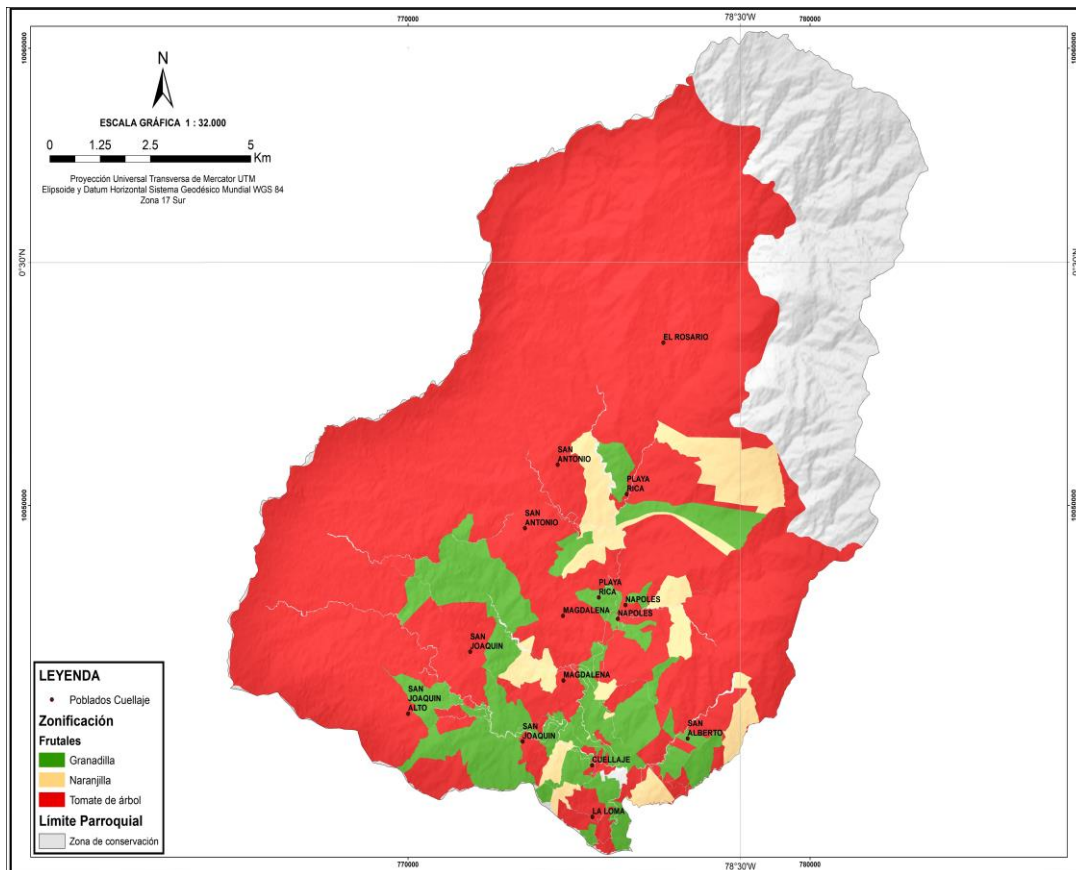 770000
78°30'W
780000
10060000
10060000
N
ESCALA GRÁFICA 1 : 32.000
0 1.25 2.5 5
Km
Proyección Universal Transversa de Mercator UTM
Elipsoide y Datum Horizontal Sistema Geodésico Mundial WGS 84
Zona 17 Sur
0°30'N
0°30'N
EL ROSARIO
SAN
ANTONIO
PLAYA
RICA
10050000
10050000
SAN
ANTONIO
PLAYA
RICA
NAPOLES
MAGDALENA
NAPOLES
SAN
JOAQUIN
MAGDALENA
SAN
JOAQUIN
ALTO
SAN
JOAQUIN
SAN
ALBERTO
CUELLAJE
LA LOMA
LEYENDA
Poblados Cuellaje
Zonificación
Frutales
Granadilla
Naranjilla
Tomate de árbol
Límite Parroquial
Zona de conservación
770000
78°30'W
780000